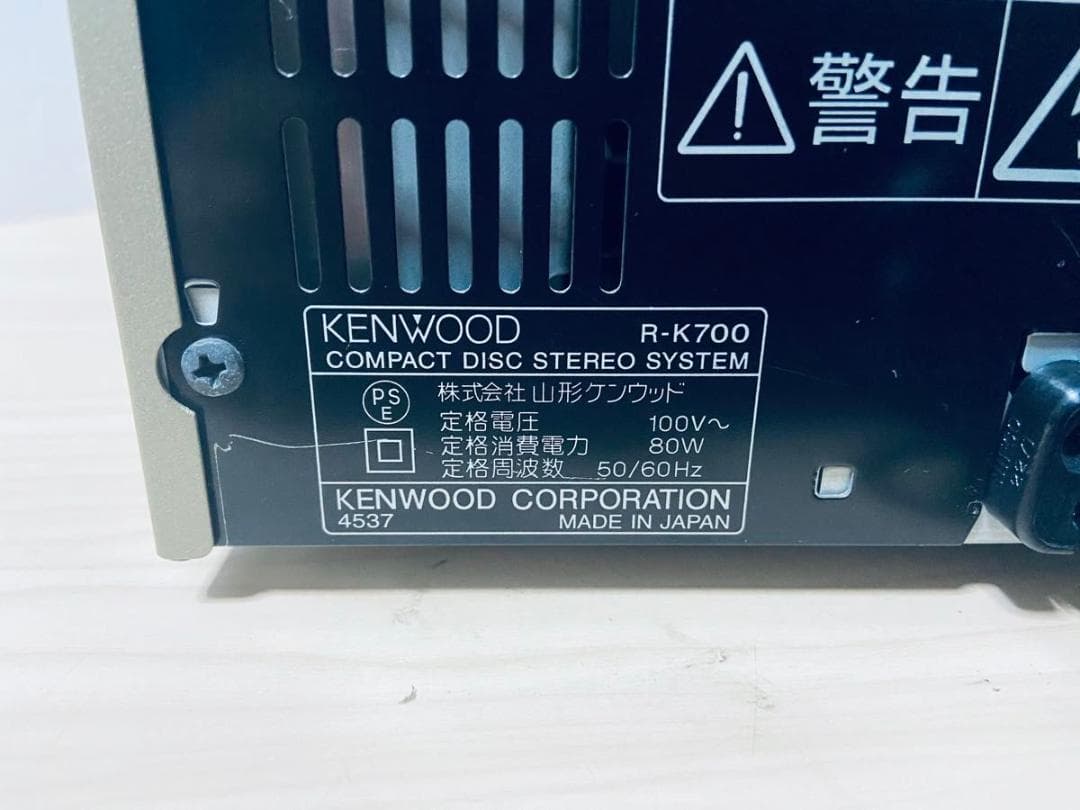 警告
KENWOOD R-K700
COMPACT DISC STEREO SYSTEM
PS
E
株式会社 山形ケンウッド
定格電圧 100V～
定格消費電力 80W
定格周波数 50/60Hz
KENWOOD CORPORATION
4537 MADE IN JAPAN